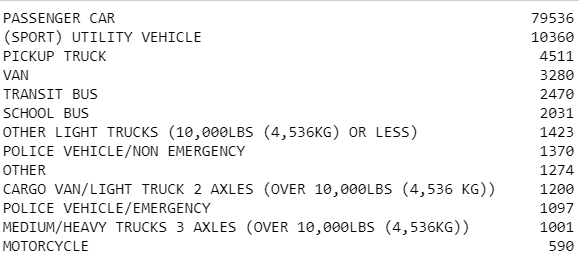 PASSENGER CAR 79536
(SPORT) UTILITY VEHICLE 10360
PICKUP TRUCK 4511
VAN 3280
TRANSIT BUS 2470
SCHOOL BUS 2031
OTHER LIGHT TRUCKS (10,000LBS (4,536KG) OR LESS) 1423
POLICE VEHICLE/NON EMERGENCY 1370
OTHER 1274
CARGO VAN/LIGHT TRUCK 2 AXLES (OVER 10,000LBS (4,536 KG)) 1200
POLICE VEHICLE/EMERGENCY 1097
MEDIUM/HEAVY TRUCKS 3 AXLES (OVER 10,000LBS (4,536KG)) 1001
MOTORCYCLE 590